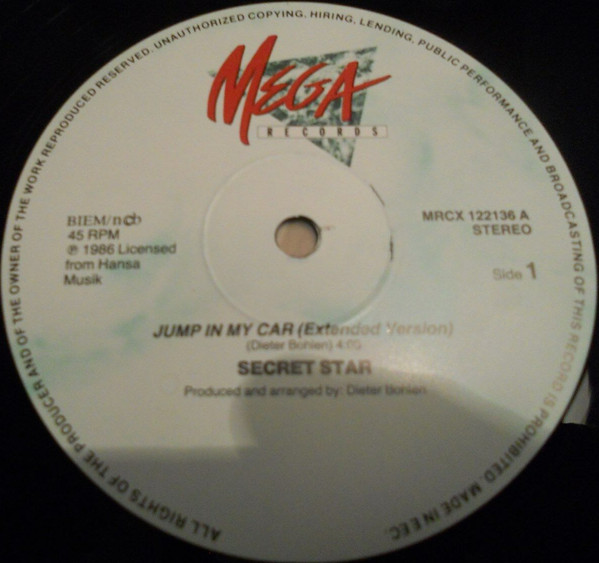 ALL RIGHTS OF THE PRODUCER AND OF THE OWNER OF THE WORK REPRODUCED RESERVED. UNAUTHORIZED COPYING, HIRING, LENDING, PUBLIC PERFORMANCE AND BROADCASTING OF THIS RECORD IS PROHIBITED. MADE IN EEC.
MEGA
RECORDS
BIEM/ncb
45 RPM
℗ 1986 Licensed
from Hansa
Musik
MRCX 122136 A
STEREO
Side 1
JUMP IN MY CAR (Extended Version)
(Dieter Bohlen)
SECRET STAR
Produced and arranged by: Dieter Bohlen